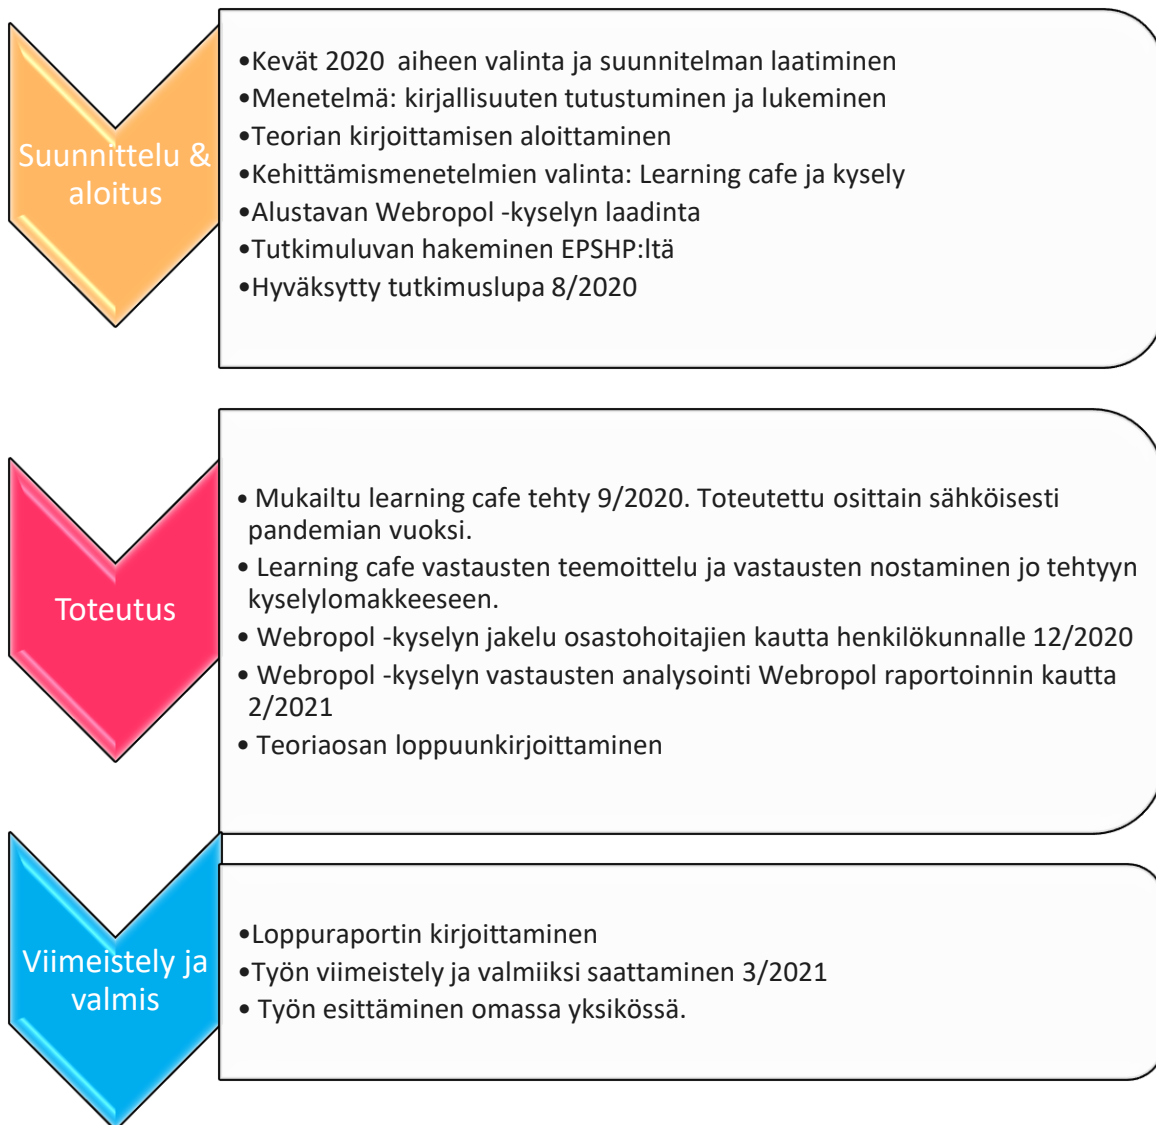 Suunnittelu &
aloitus
•Kevät 2020  aiheen valinta ja suunnitelman laatiminen
•Menetelmä: kirjallisuuten tutustuminen ja lukeminen
•Teorian kirjoittamisen aloittaminen
•Kehittämismenetelmien valinta: Learning cafe ja kysely
•Alustavan Webropol -kyselyn laadinta
•Tutkimuluvan hakeminen EPSHP:ltä
•Hyväksytty tutkimuslupa 8/2020
Toteutus
• Mukailtu learning cafe tehty 9/2020. Toteutettu osittain sähköisesti
pandemian vuoksi.
• Learning cafe vastausten teemoittelu ja vastausten nostaminen jo tehtyyn
kyselylomakkeeseen.
• Webropol -kyselyn jakelu osastohoitajien kautta henkilökunnalle 12/2020
• Webropol -kyselyn vastausten analysointi Webropol raportoinnin kautta
2/2021
• Teoriaosan loppuunkirjoittaminen
Viimeistely ja
valmis
•Loppuraportin kirjoittaminen
•Työn viimeistely ja valmiiksi saattaminen 3/2021
• Työn esittäminen omassa yksikössä.